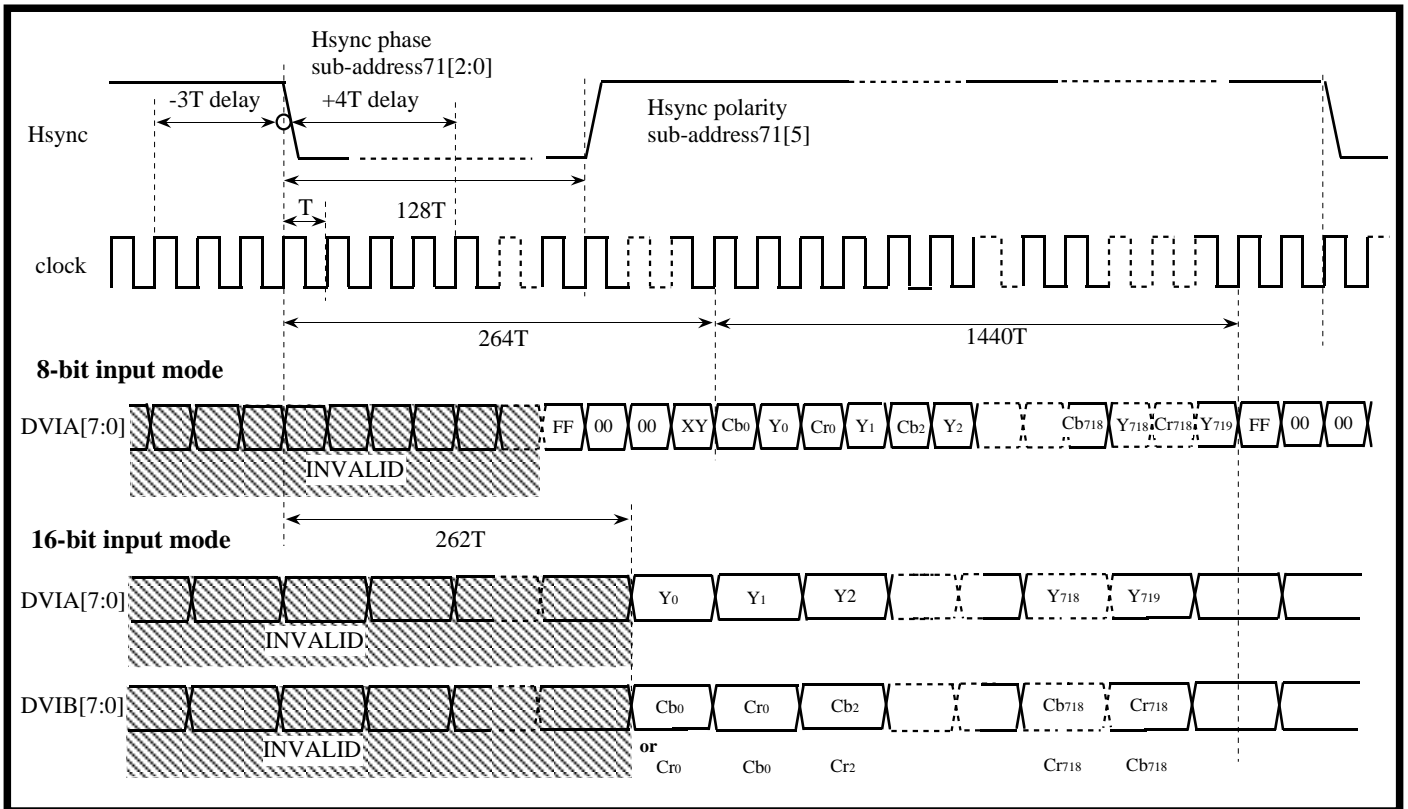 Hsync phase
sub-address71[2:0]
-3T delay
+4T delay
Hsync polarity
sub-address71[5]
Hsync
T
128T
clock
264T
1440T
8-bit input mode
DVIA[7:0]
FF 00 00 XY Cb0 Y0 Cr0 Y1 Cb2 Y2 Cb718 Y718 Cr718 Y719 FF 00 00
INVALID
262T
16-bit input mode
DVIA[7:0]
Y0 Y1 Y2 Y718 Y719
INVALID
DVIB[7:0]
Cb0 Cr0 Cb2 Cb718 Cr718
INVALID
or
Cr0 Cb0 Cr2 Cr718 Cb718